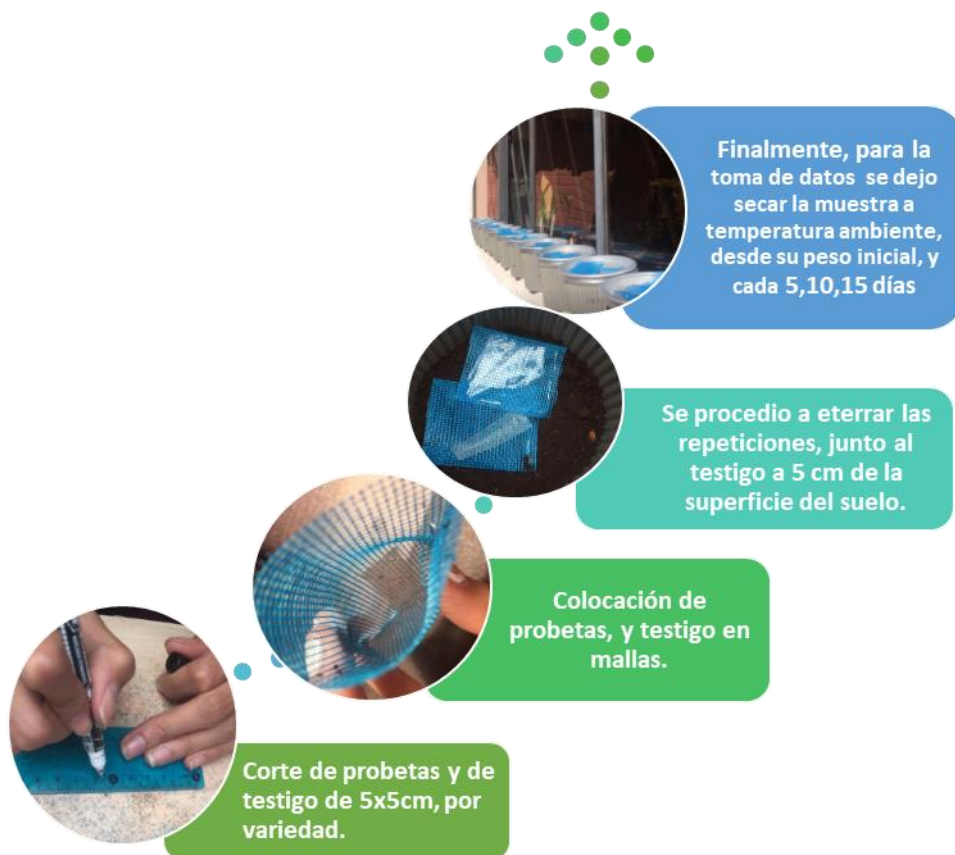 Finalmente, para la
toma de datos se dejo
secar la muestra a
temperatura ambiente,
desde su peso inicial, y
cada 5,10,15 días
Se procedio a eterrar las
repeticiones, junto al
testigo a 5 cm de la
superficie del suelo.
Colocación de
probetas, y testigo en
mallas.
Corte de probetas y de
testigo de 5x5cm, por
variedad.